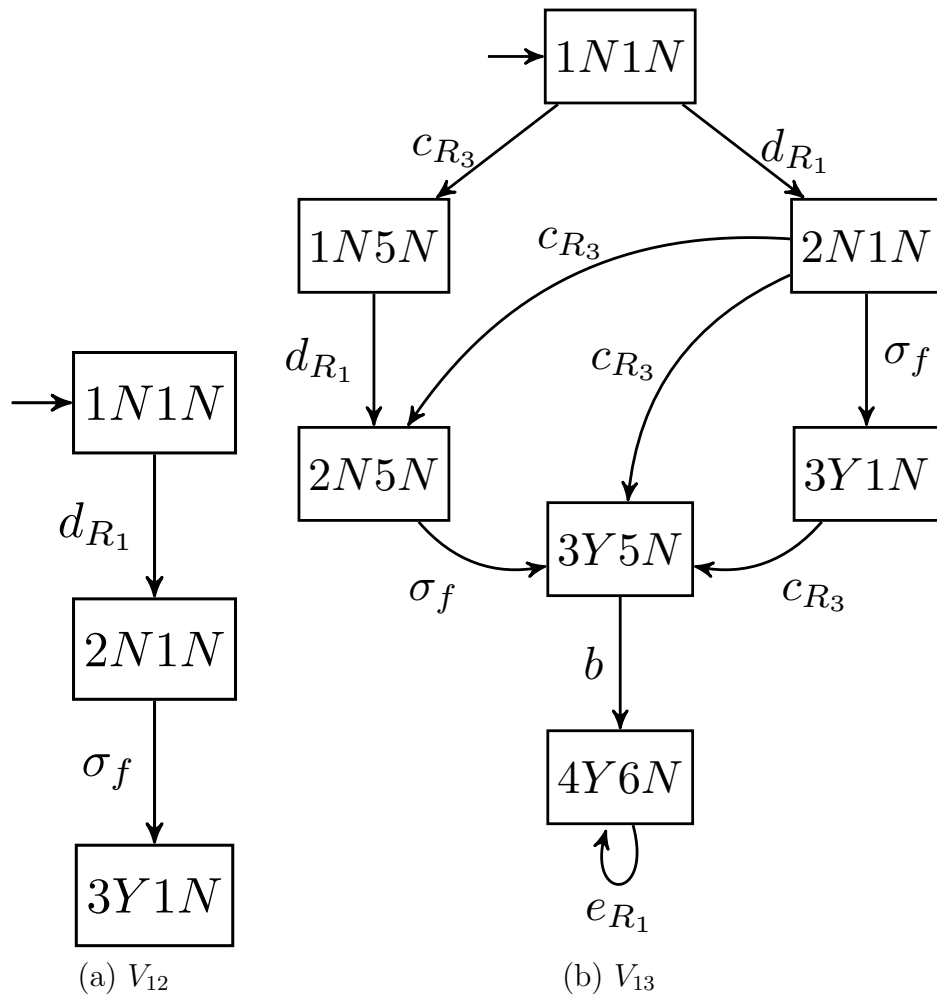 1N1N
c_{R_3}
d_{R_1}
1N5N
2N1N
c_{R_3}
d_{R_1}
c_{R_3}
σ_f
1N1N
2N5N
3Y1N
d_{R_1}
3Y5N
σ_f
c_{R_3}
2N1N
b
σ_f
4Y6N
3Y1N
e_{R_1}
(a) V_{12}
(b) V_{13}